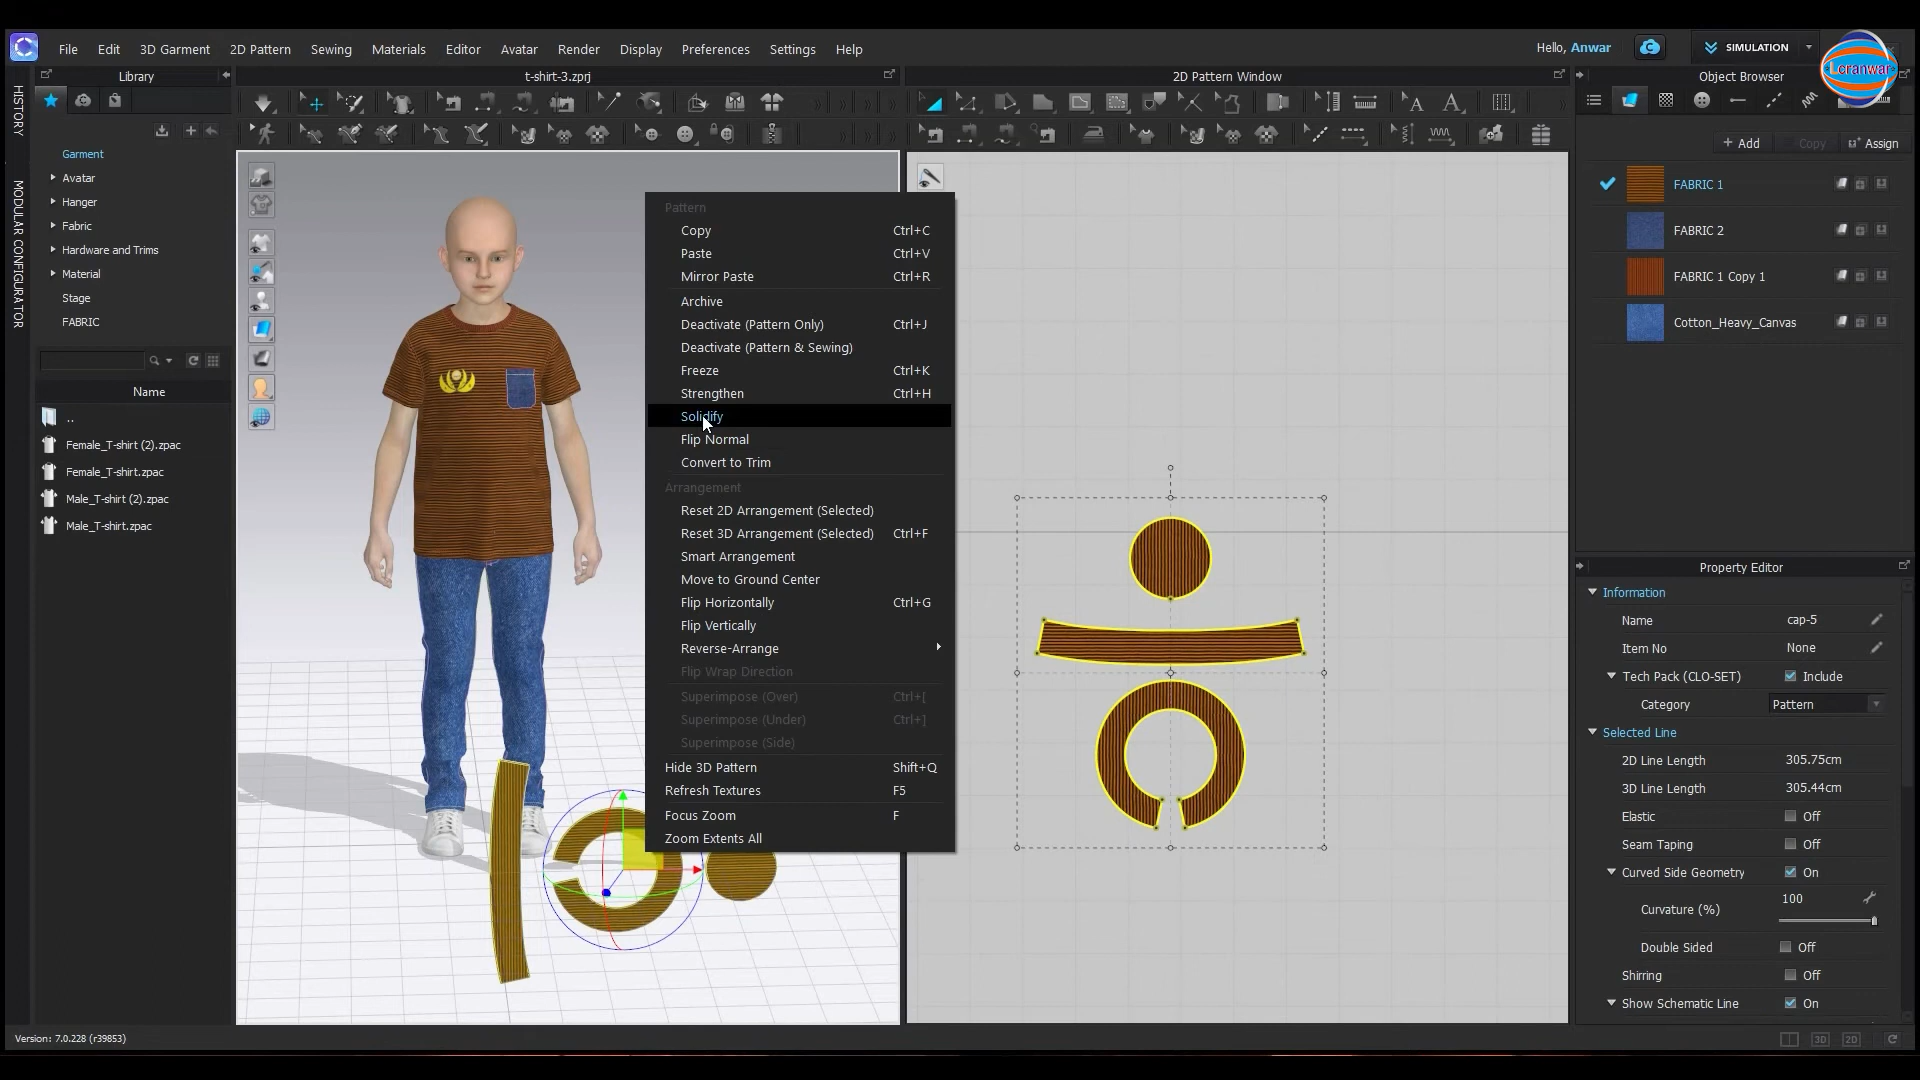 File Edit 3D Garment 2D Pattern Sewing Materials Editor Avatar Render Display Preferences Settings Help
Hello, Anwar
SIMULATION
Lcranwar
Library
t-shirt-3.zprj
2D Pattern Window
Object Browser
HISTORY
MODULAR CONFIGURATOR
Garment
Avatar
Hanger
Fabric
Hardware and Trims
Material
Stage
FABRIC
Name
..
Female_T-shirt (2).zpac
Female_T-shirt.zpac
Male_T-shirt (2).zpac
Male_T-shirt.zpac
Pattern
Copy Ctrl+C
Paste Ctrl+V
Mirror Paste Ctrl+R
Archive
Deactivate (Pattern Only) Ctrl+J
Deactivate (Pattern & Sewing)
Freeze Ctrl+K
Strengthen Ctrl+H
Solidify
Flip Normal
Convert to Trim
Arrangement
Reset 2D Arrangement (Selected)
Reset 3D Arrangement (Selected) Ctrl+F
Smart Arrangement
Move to Ground Center
Flip Horizontally Ctrl+G
Flip Vertically
Reverse-Arrange
Flip Wrap Direction
Superimpose (Over) Ctrl+[
Superimpose (Under) Ctrl+]
Superimpose (Side)
Hide 3D Pattern Shift+Q
Refresh Textures F5
Focus Zoom F
Zoom Extents All
+ Add Copy Assign
FABRIC 1
FABRIC 2
FABRIC 1 Copy 1
Cotton_Heavy_Canvas
Property Editor
Information
Name cap-5
Item No None
Tech Pack (CLO-SET) Include
Category Pattern
Selected Line
2D Line Length 305.75cm
3D Line Length 305.44cm
Elastic Off
Seam Taping Off
Curved Side Geometry On
Curvature (%) 100
Double Sided Off
Shirring Off
Show Schematic Line On
Version: 7.0.228 (r39853)
3D 2D